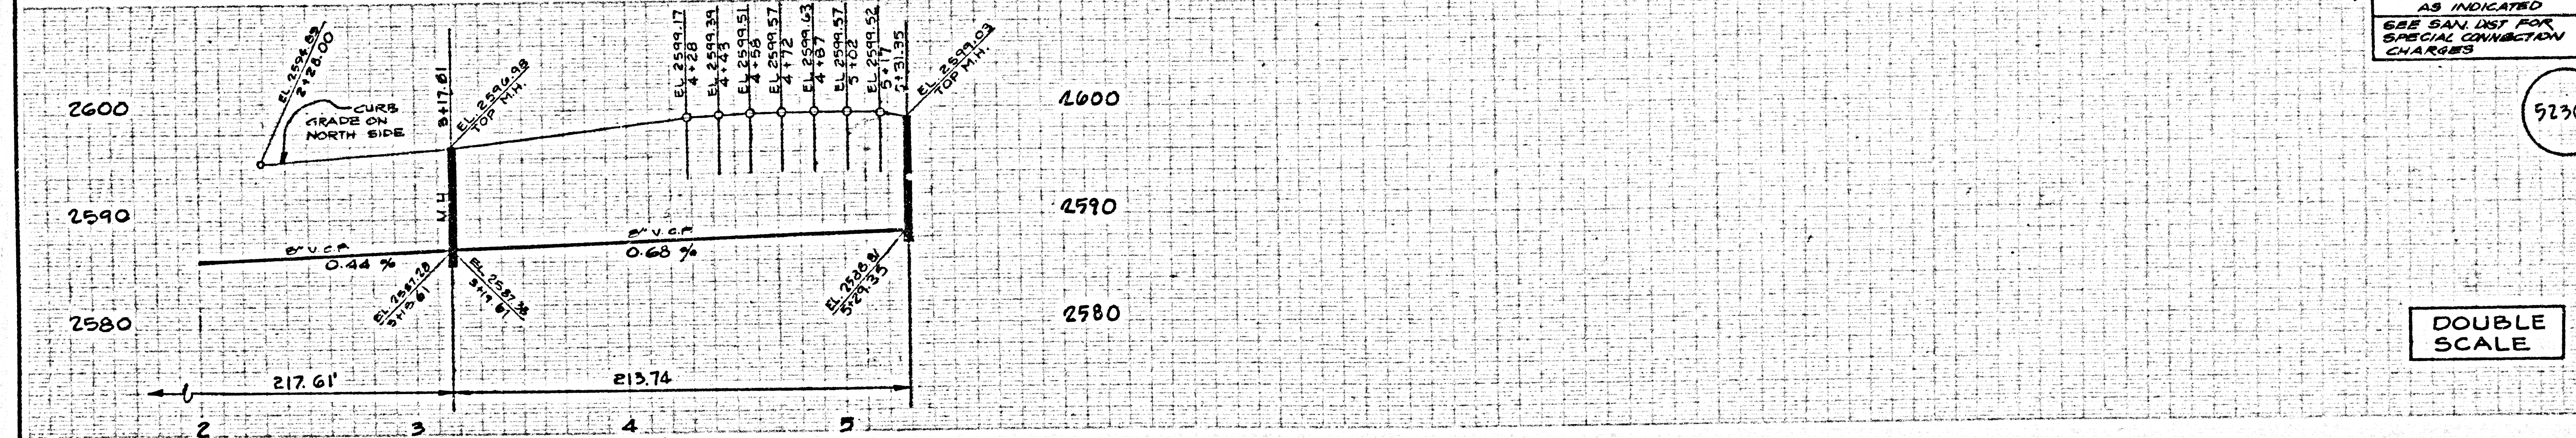 AS INDICATED
SEE SAN. DIST FOR
SPECIAL CONNECTION
CHARGES
5230
EL. 2594.89
2+28.00
CURB
GRADE ON
NORTH SIDE
3+17.61
EL. 2596.98
TOP M.H.
EL 2599.17
4+28
EL 2599.39
4+43
EL 2599.51
4+58
EL 2599.57
4+72
EL 2599.63
4+87
EL 2599.57
5+02
EL 2599.52
5+17
5+31.35
EL. 2599.03
TOP M.H.
2600
2600
2590
2590
2580
2580
M H
8" V.C.P.
0.44 %
8" V.C.P.
0.68 %
EL 2587.28
3+15.61
EL 2587.38
3+19.61
EL. 2588.81
5+29.35
217.61'
213.74
2
3
4
5
DOUBLE
SCALE